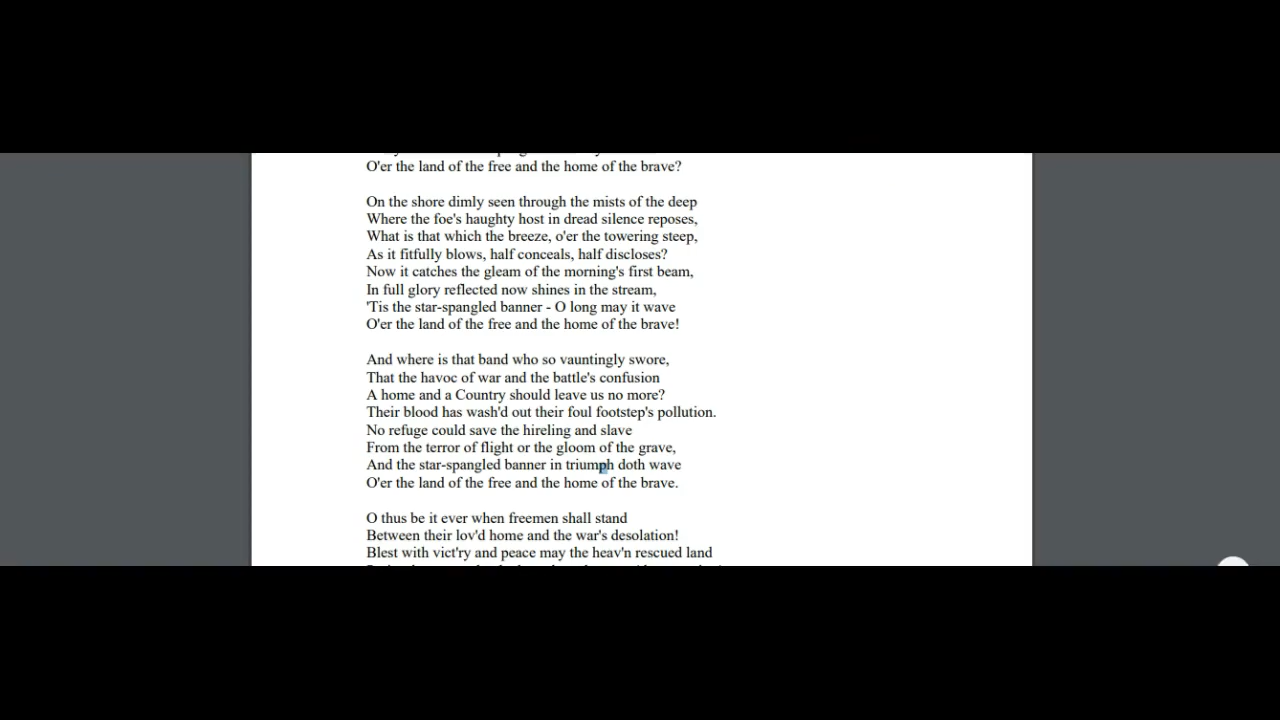 O'er the land of the free and the home of the brave?
On the shore dimly seen through the mists of the deep
Where the foe's haughty host in dread silence reposes,
What is that which the breeze, o'er the towering steep,
As it fitfully blows, half conceals, half discloses?
Now it catches the gleam of the morning's first beam,
In full glory reflected now shines in the stream,
'Tis the star-spangled banner - O long may it wave
O'er the land of the free and the home of the brave!
And where is that band who so vauntingly swore,
That the havoc of war and the battle's confusion
A home and a Country should leave us no more?
Their blood has wash'd out their foul footstep's pollution.
No refuge could save the hireling and slave
From the terror of flight or the gloom of the grave,
And the star-spangled banner in triumph doth wave
O'er the land of the free and the home of the brave.
O thus be it ever when freemen shall stand
Between their lov'd home and the war's desolation!
Blest with vict'ry and peace may the heav'n rescued land